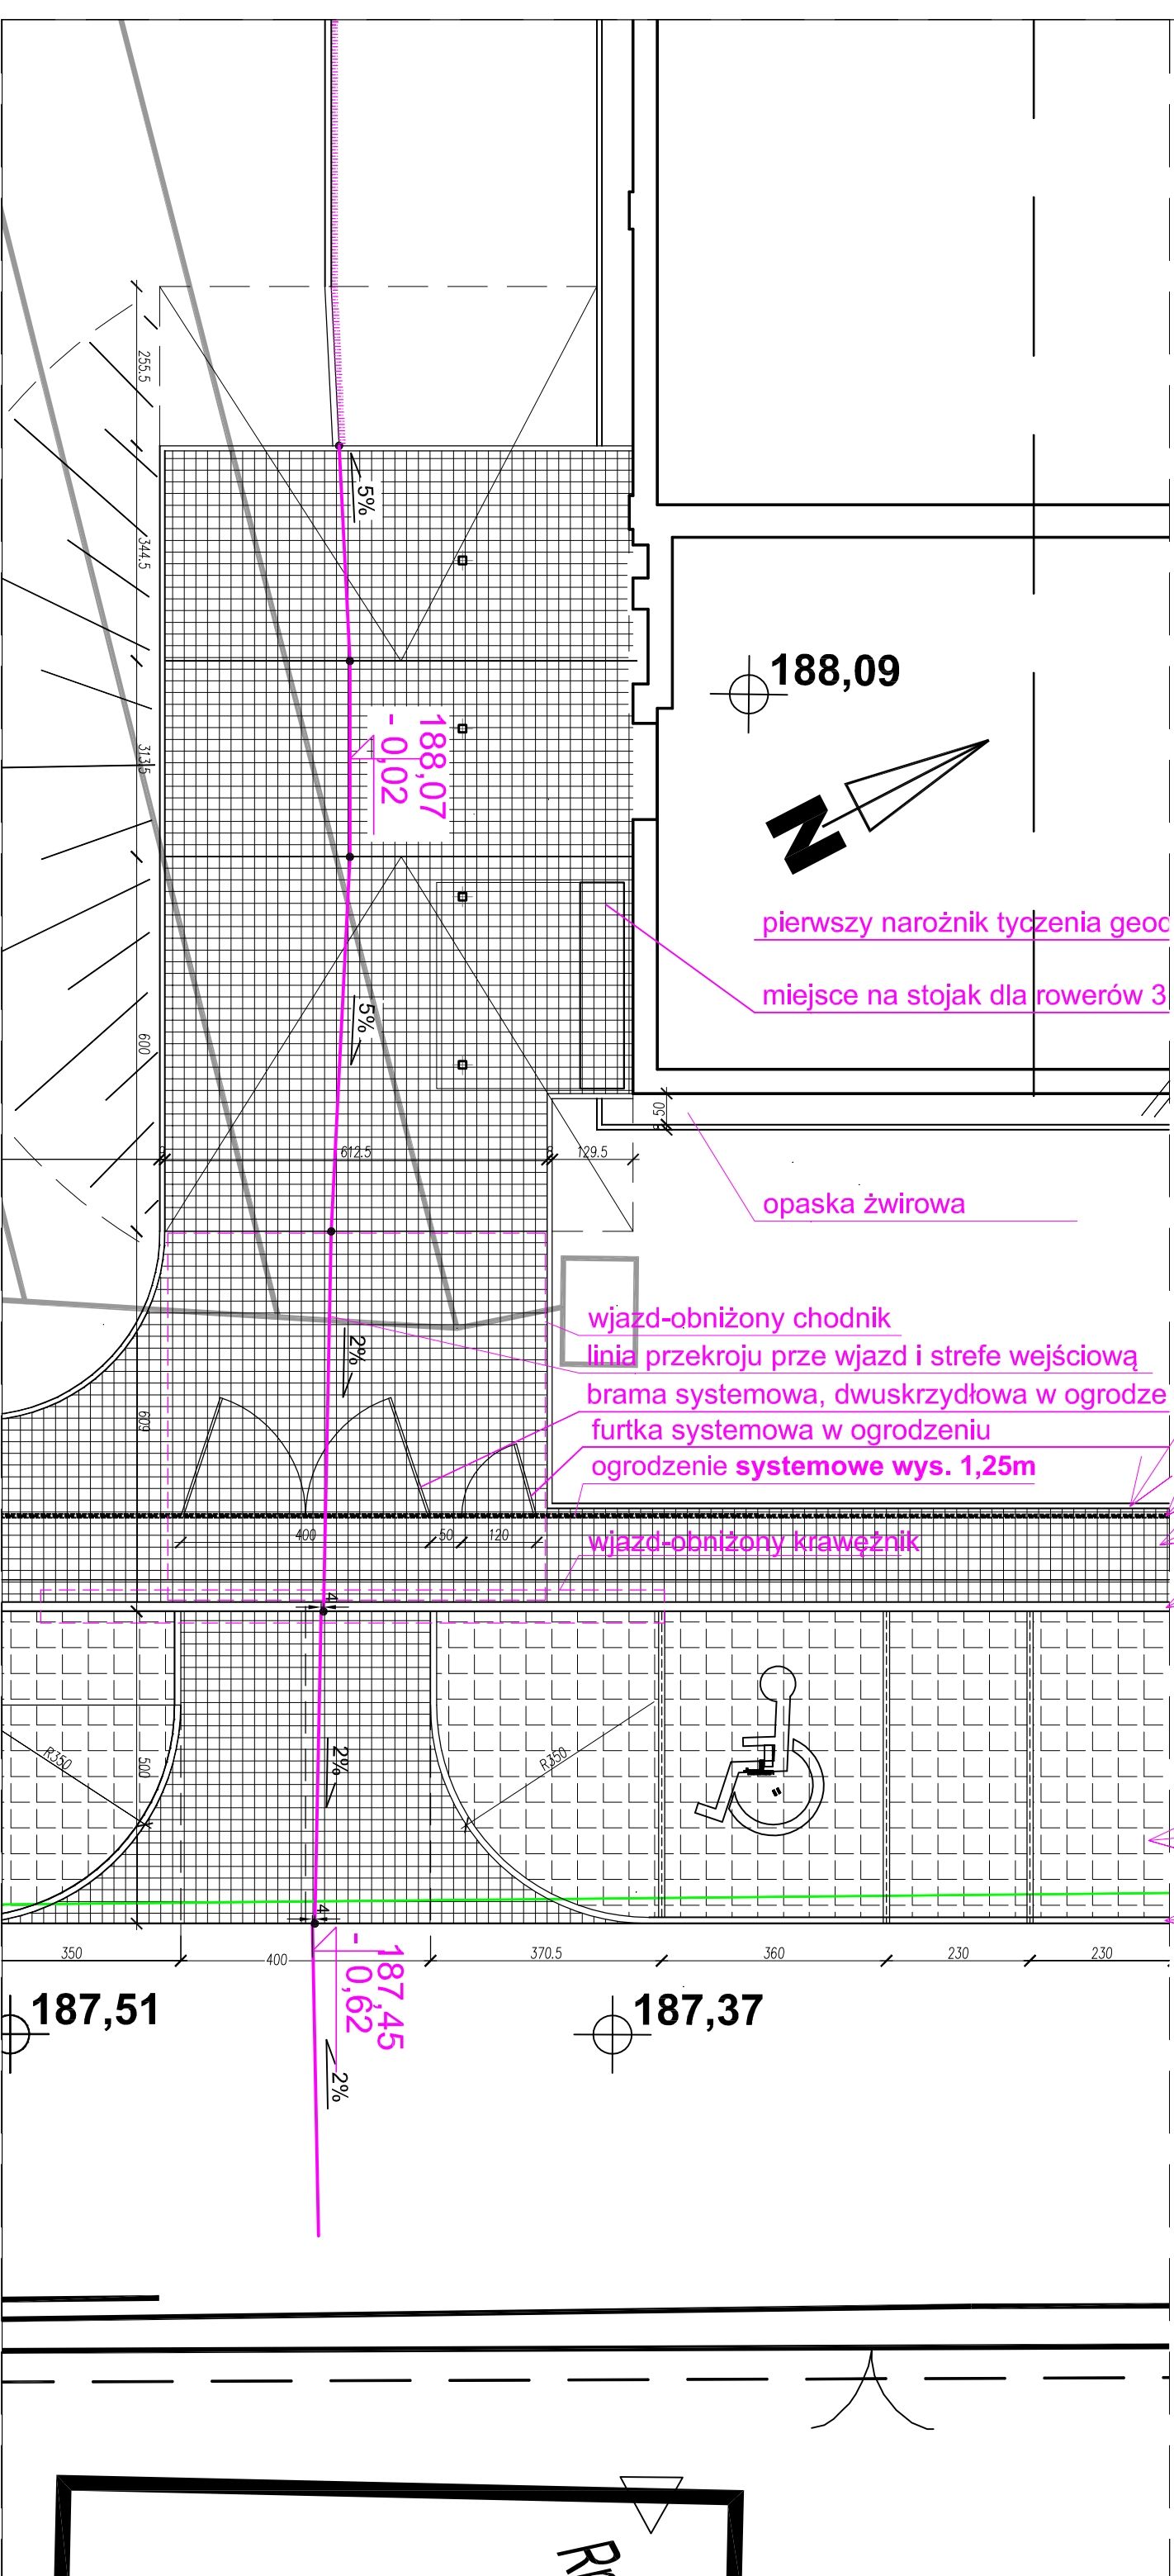 255.5
5%
344.5
188,09
188,07
- 0,02
313.5
N
pierwszy narożnik tyczenia geod
miejsce na stojak dla rowerów 3
5%
600
50
612.5
129.5
opaska żwirowa
wjazd-obniżony chodnik
2%
linia przekroju prze wjazd i strefe wejściową
brama systemowa, dwuskrzydłowa w ogrodze
609
furtka systemowa w ogrodzeniu
ogrodzenie systemowe wys. 1,25m
400
50
120
wjazd-obniżony krawężnik
4
R350
500
2%
R350
4
350
400
370.5
360
230
230
187,45
- 0,62
187,51
187,37
2%